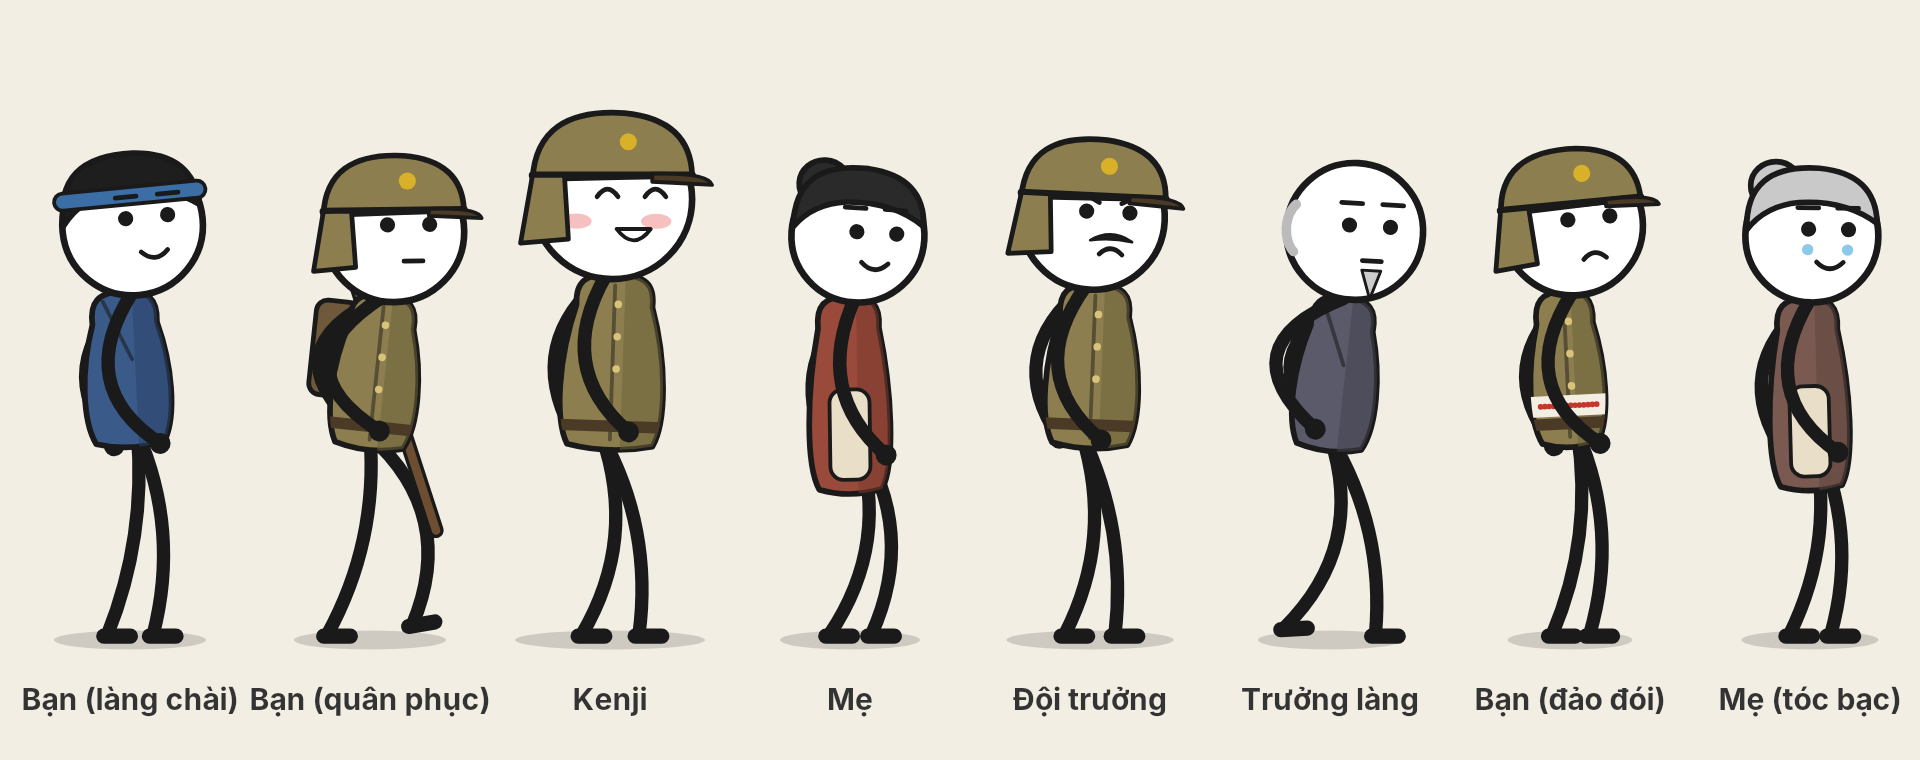 Bạn (làng chài)
Bạn (quân phục)
Kenji
Mẹ
Đội trưởng
Trưởng làng
Bạn (đảo đói)
Mẹ (tóc bạc)